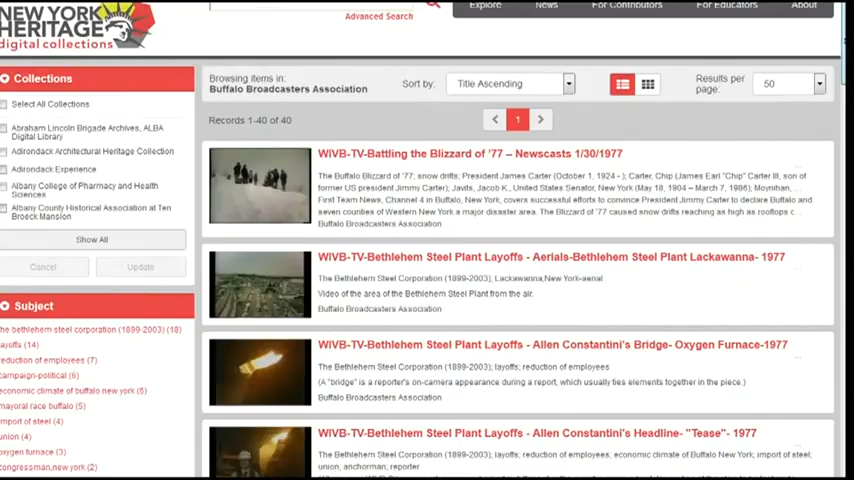 NEW YORK
HERITAGE
digital collections
Advanced Search
Explore
News
For Contributors
For Educators
About
Collections
Select All Collections
Abraham Lincoln Brigade Archives, ALBA
Digital Library
Adirondack Architectural Heritage Collection
Adirondack Experience
Albany College of Pharmacy and Health
Sciences
Albany County Historical Association at Ten
Broeck Mansion
Show All
Cancel
Update
Subject
the bethlehem steel corporation (1899-2003) (18)
layoffs (14)
reduction of employees (7)
campaign-political (6)
economic climate of buffalo new york (6)
mayoral race buffalo (5)
import of steel (4)
union (4)
oxygen furnace (3)
congressman,new york (2)
Browsing items in:
Buffalo Broadcasters Association
Sort by:
Title Ascending
Results per
page:
50
Records 1-40 of 40
1
WIVB-TV-Battling the Blizzard of '77 – Newscasts 1/30/1977
The Buffalo Blizzard of '77; snow drifts; President James Carter (October 1, 1924 - ); Carter, Chip (James Earl "Chip" Carter III, son of
former US president Jimmy Carter); Javits, Jacob K., United States Senator, New York (May 18, 1904 – March 7, 1986); Moynihan, ...
First Team News, Channel 4 in Buffalo, New York, covers successful efforts to convince President Jimmy Carter to declare Buffalo and
seven counties of Western New York a major disaster area. The Blizzard of '77 caused snow drifts reaching as high as rooftops c...
Buffalo Broadcasters Association
WIVB-TV-Bethlehem Steel Plant Layoffs - Aerials-Bethlehem Steel Plant Lackawanna- 1977
The Bethlehem Steel Corporation (1899-2003); Lackawanna,New York-aerial
Video of the area of the Bethlehem Steel Plant from the air.
Buffalo Broadcasters Association
WIVB-TV-Bethlehem Steel Plant Layoffs - Allen Constantini's Bridge- Oxygen Furnace-1977
The Bethlehem Steel Corporation (1899-2003); layoffs; reduction of employees
(A "bridge" is a reporter's on-camera appearance during a report, which usually ties elements together in the piece.)
Buffalo Broadcasters Association
WIVB-TV-Bethlehem Steel Plant Layoffs - Allen Constantini's Headline- "Tease"- 1977
The Bethlehem Steel Corporation (1899-2003); layoffs; reduction of employees; economic climate of Buffalo New York; import of steel;
union; anchorman; reporter